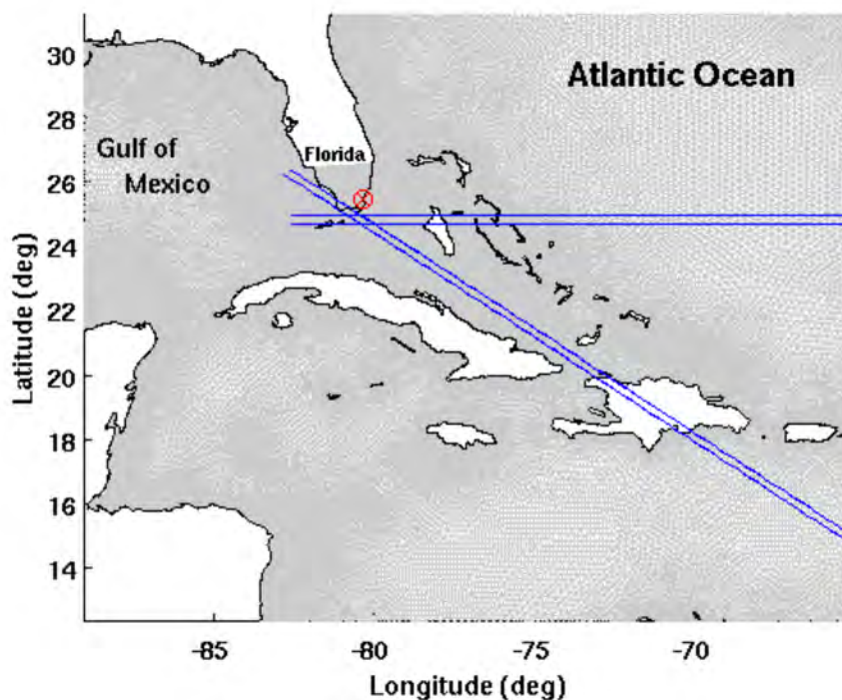 Atlantic Ocean
Gulf of
Mexico
Florida
Latitude (deg)
30
28
26
24
22
20
18
16
14
-85
-80
-75
-70
Longitude (deg)